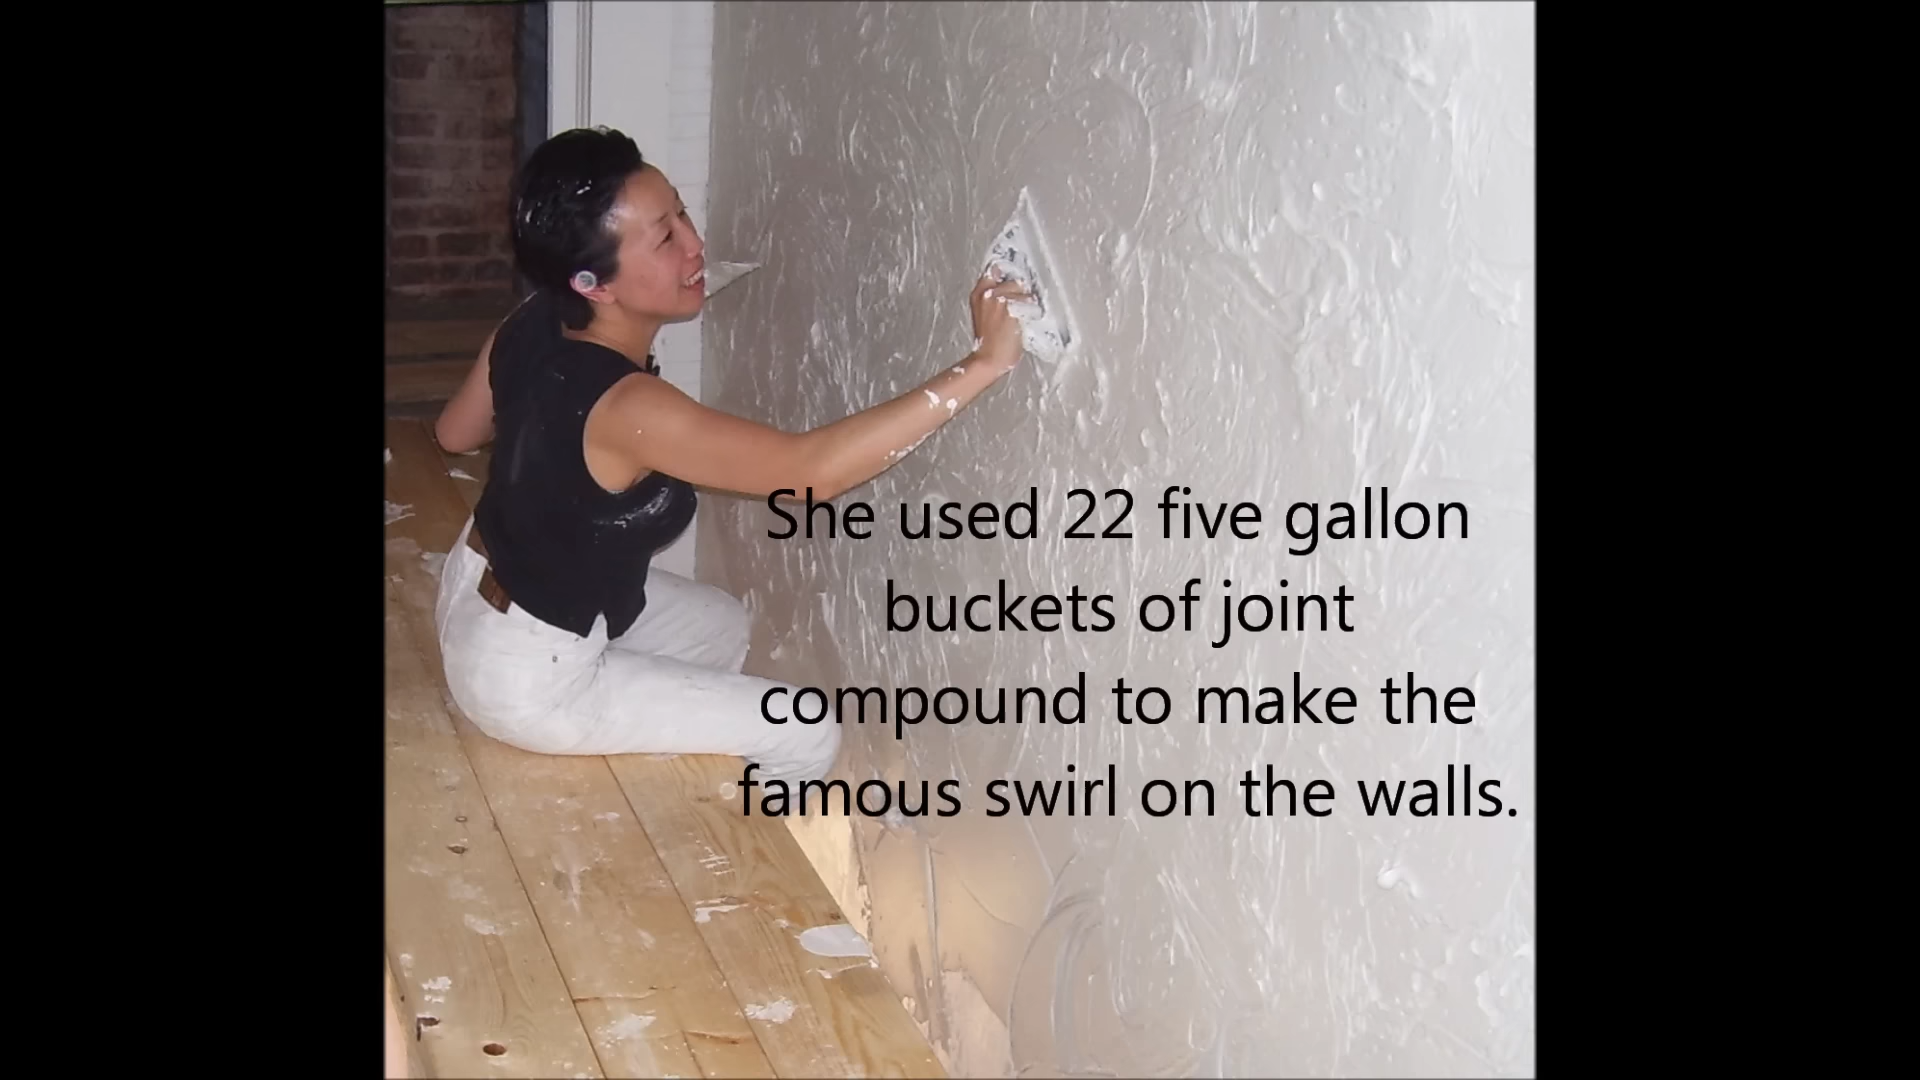 She used 22 five gallon
buckets of joint
compound to make the
famous swirl on the walls.